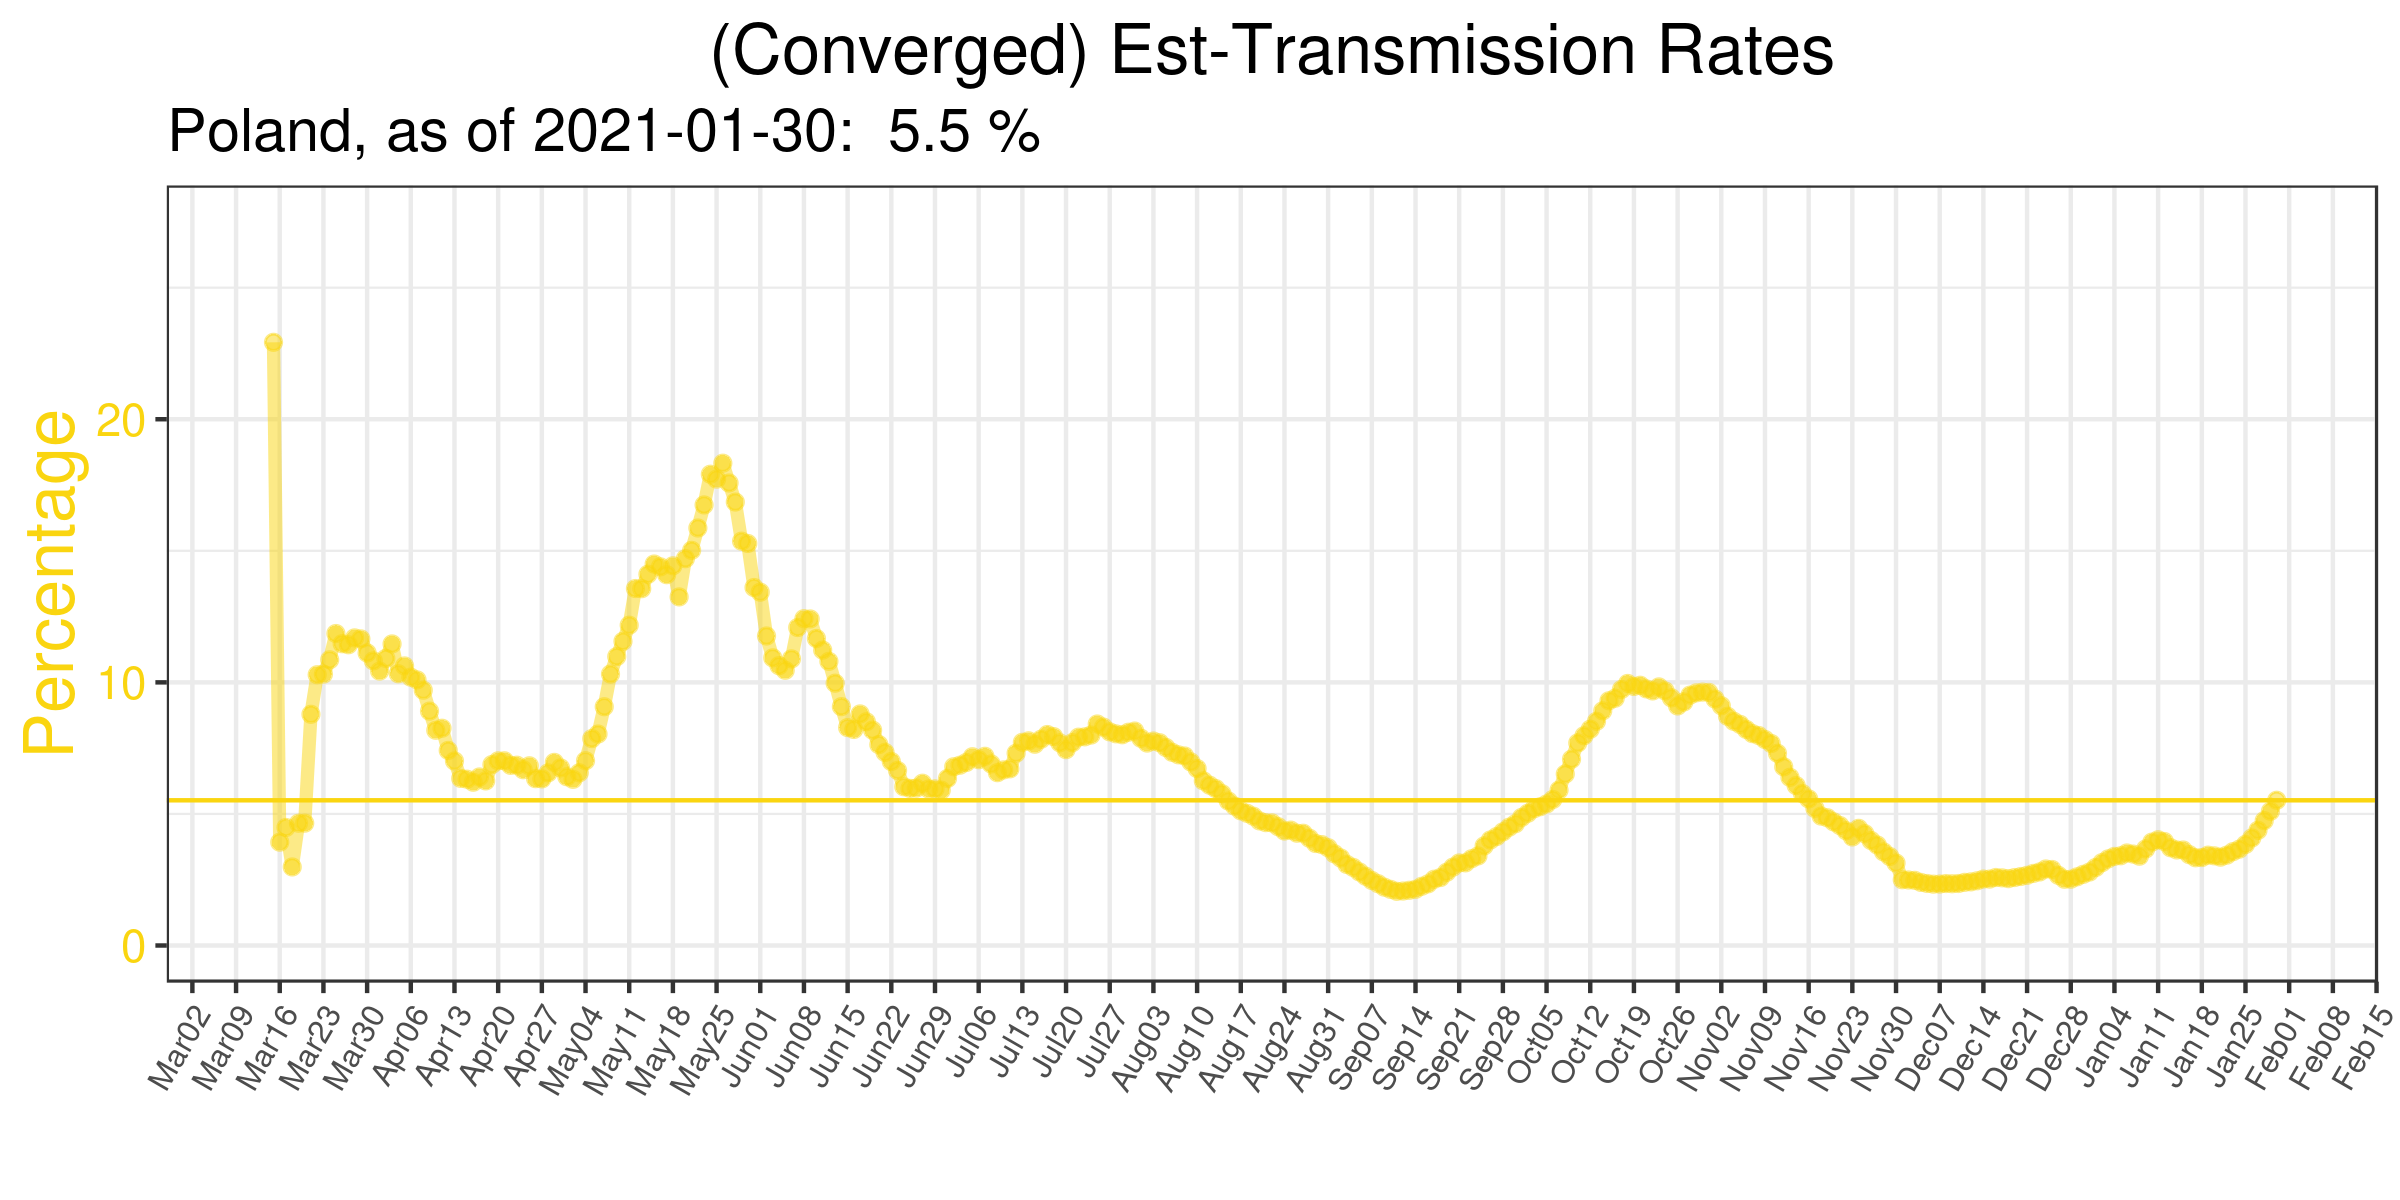 (Converged) Est-Transmission Rates
Poland, as of 2021-01-30:  5.5 %
Percentage
20
10
0
Mar02
Mar09
Mar16
Mar23
Mar30
Apr06
Apr13
Apr20
Apr27
May04
May11
May18
May25
Jun01
Jun08
Jun15
Jun22
Jun29
Jul06
Jul13
Jul20
Jul27
Aug03
Aug10
Aug17
Aug24
Aug31
Sep07
Sep14
Sep21
Sep28
Oct05
Oct12
Oct19
Oct26
Nov02
Nov09
Nov16
Nov23
Nov30
Dec07
Dec14
Dec21
Dec28
Jan04
Jan11
Jan18
Jan25
Feb01
Feb08
Feb15